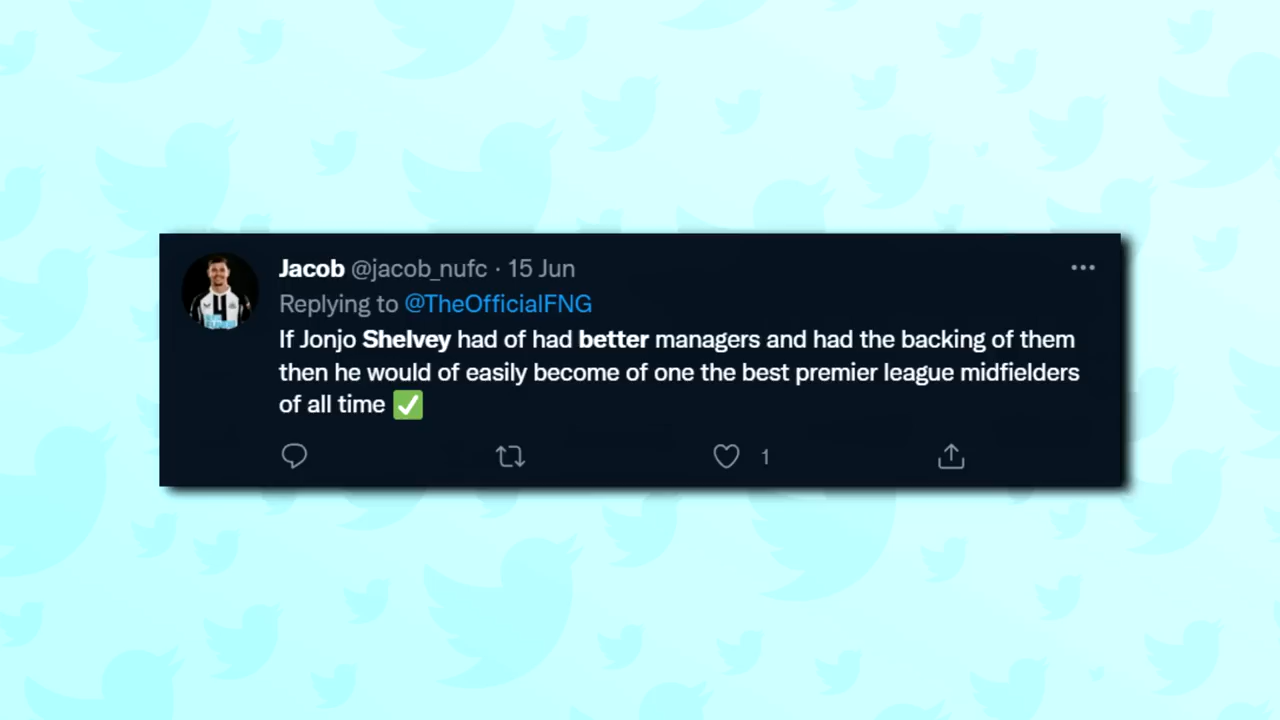 Jacob @jacob_nufc · 15 Jun
Replying to @TheOfficialFNG
If Jonjo Shelvey had of had better managers and had the backing of them
then he would of easily become of one the best premier league midfielders
of all time ✅
1